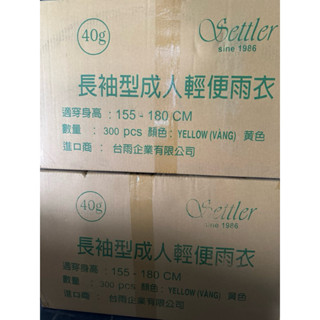 40g
Settler
sine 1986
長袖型成人輕便雨衣
適穿身高 : 155 - 180 CM
數量 : 300 pcs 顏色: YELLOW (VÀNG) 黃色
進口商 : 台雨企業有限公司
40g
Settler
sine 1986
長袖型成人輕便雨衣
適穿身高 : 155 - 180 CM
數量 : 300 pcs 顏色: YELLOW (VÀNG) 黃色
進口商 : 台雨企業有限公司